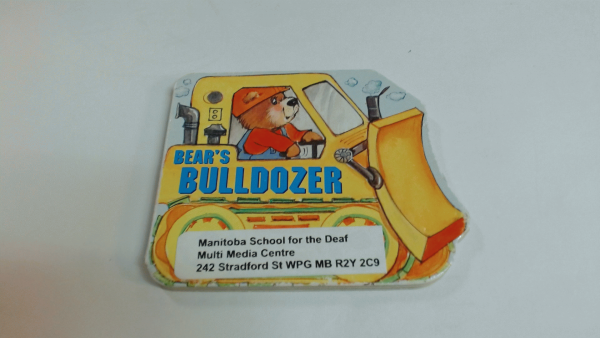 B
BEAR'S
BULLDOZER
Manitoba School for the Deaf
Multi Media Centre
242 Stradford St WPG MB R2Y 2C9